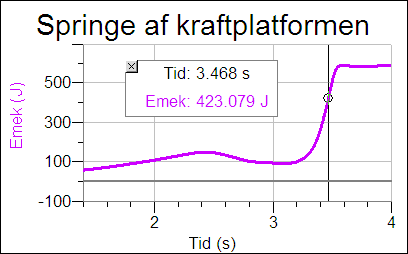 Springe af kraftplatformen
Emek (J)
500
300
100
-100
Tid: 3.468 s
Emek: 423.079 J
2
3
4
Tid (s)